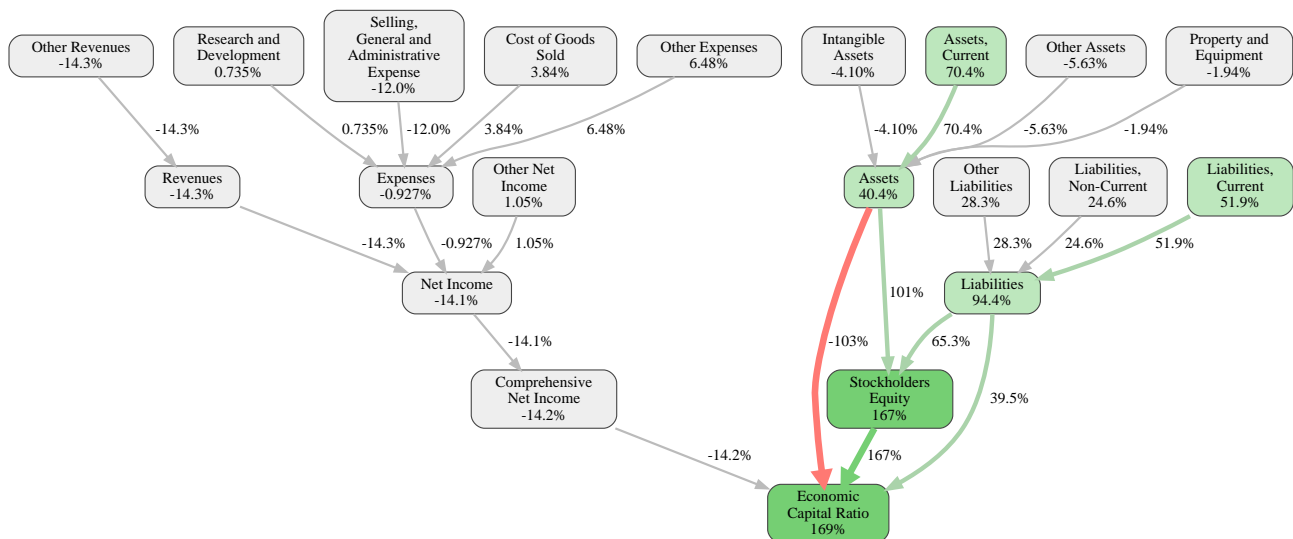 Other Revenues
-14.3%
Research and
Development
0.735%
Selling,
General and
Administrative
Expense
-12.0%
Cost of Goods
Sold
3.84%
Other Expenses
6.48%
Intangible
Assets
-4.10%
Assets,
Current
70.4%
Other Assets
-5.63%
Property and
Equipment
-1.94%
-14.3%
0.735%
-12.0%
3.84%
6.48%
-4.10%
70.4%
-5.63%
-1.94%
Revenues
-14.3%
Expenses
-0.927%
Other Net
Income
1.05%
Assets
40.4%
Other
Liabilities
28.3%
Liabilities,
Non-Current
24.6%
Liabilities,
Current
51.9%
-14.3%
-0.927%
1.05%
28.3%
24.6%
51.9%
Net Income
-14.1%
Liabilities
94.4%
101%
-14.1%
-103%
65.3%
Comprehensive
Net Income
-14.2%
Stockholders
Equity
167%
39.5%
-14.2%
167%
Economic
Capital Ratio
169%